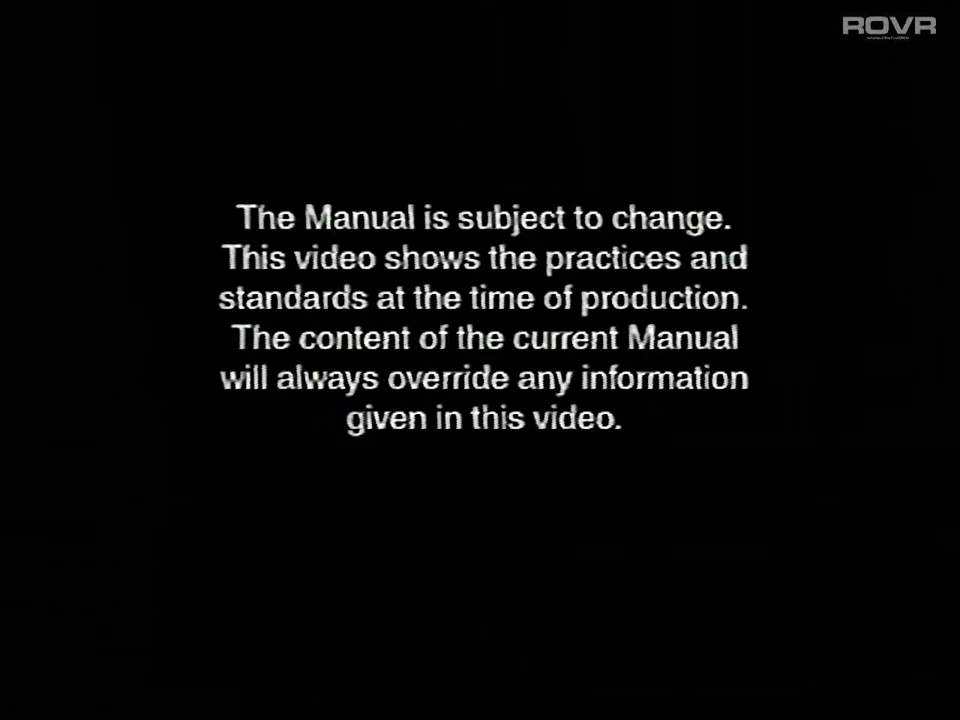 ROVR
The Manual is subject to change.
This video shows the practices and
standards at the time of production.
The content of the current Manual
will always override any information
given in this video.